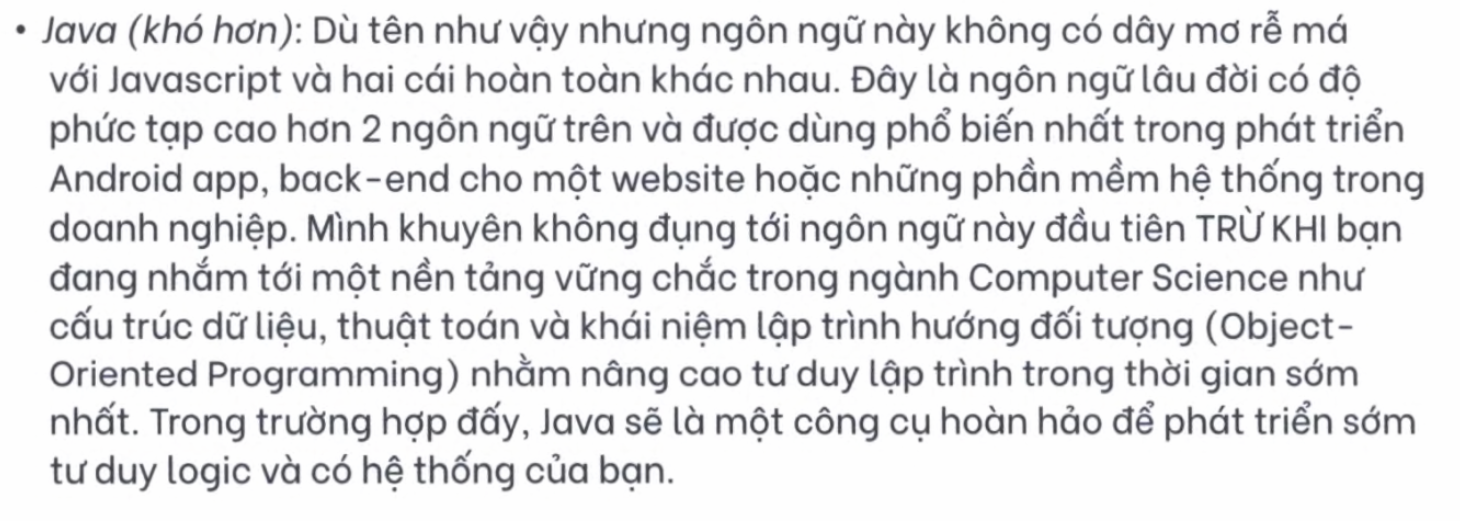 • Java (khó hơn): Dù tên như vậy nhưng ngôn ngữ này không có dây mơ rễ má
với Javascript và hai cái hoàn toàn khác nhau. Đây là ngôn ngữ lâu đời có độ
phức tạp cao hơn 2 ngôn ngữ trên và được dùng phổ biến nhất trong phát triển
Android app, back-end cho một website hoặc những phần mềm hệ thống trong
doanh nghiệp. Mình khuyên không đụng tới ngôn ngữ này đầu tiên TRỪ KHI bạn
đang nhắm tới một nền tảng vững chắc trong ngành Computer Science như
cấu trúc dữ liệu, thuật toán và khái niệm lập trình hướng đối tượng (Object-
Oriented Programming) nhằm nâng cao tư duy lập trình trong thời gian sớm
nhất. Trong trường hợp đấy, Java sẽ là một công cụ hoàn hảo để phát triển sớm
tư duy logic và có hệ thống của bạn.